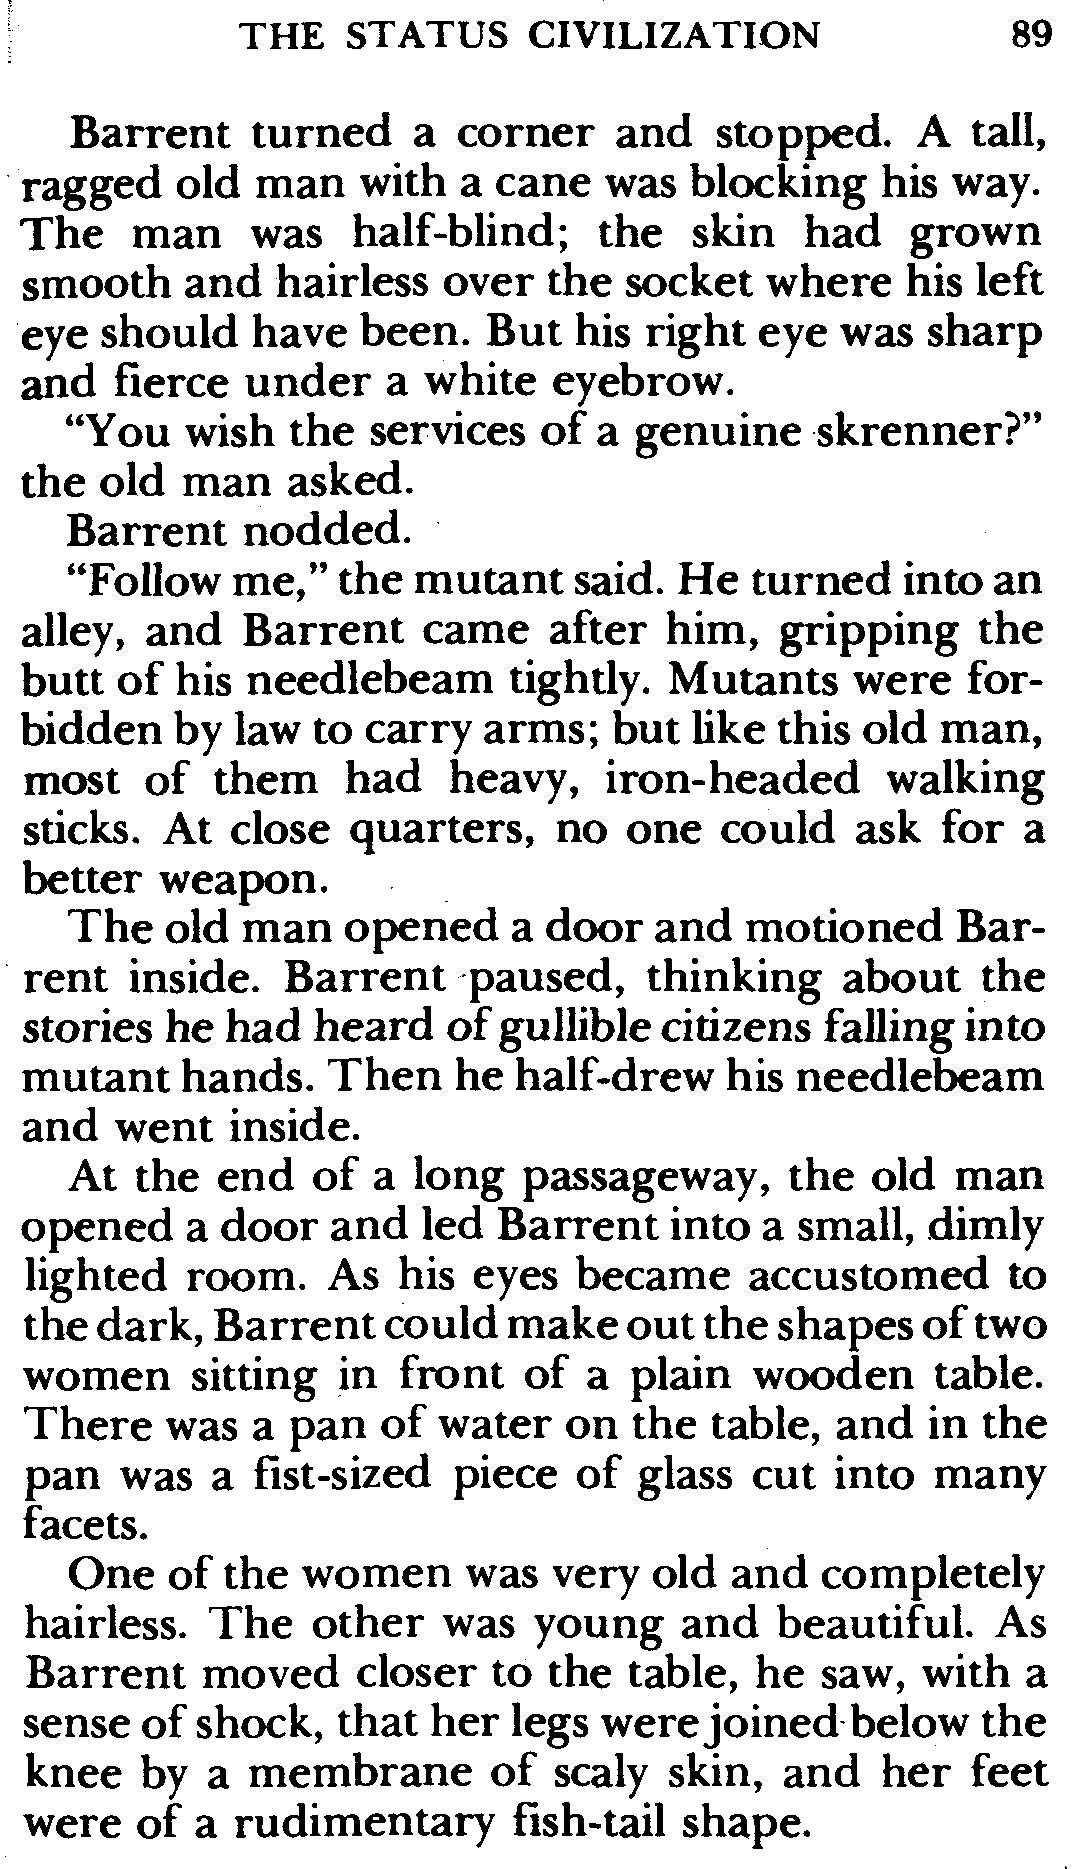 THE STATUS CIVILIZATION 89
Barrent turned a corner and stopped. A tall,
ragged old man with a cane was blocking his way.
The man was half-blind; the skin had grown
smooth and hairless over the socket where his left
eye should have been. But his right eye was sharp
and fierce under a white eyebrow.
"You wish the services of a genuine skrenner?"
the old man asked.
Barrent nodded.
"Follow me," the mutant said. He turned into an
alley, and Barrent came after him, gripping the
butt of his needlebeam tightly. Mutants were for-
bidden by law to carry arms; but like this old man,
most of them had heavy, iron-headed walking
sticks. At close quarters, no one could ask for a
better weapon.
The old man opened a door and motioned Bar-
rent inside. Barrent paused, thinking about the
stories he had heard of gullible citizens falling into
mutant hands. Then he half-drew his needlebeam
and went inside.
At the end of a long passageway, the old man
opened a door and led Barrent into a small, dimly
lighted room. As his eyes became accustomed to
the dark, Barrent could make out the shapes of two
women sitting in front of a plain wooden table.
There was a pan of water on the table, and in the
pan was a fist-sized piece of glass cut into many
facets.
One of the women was very old and completely
hairless. The other was young and beautiful. As
Barrent moved closer to the table, he saw, with a
sense of shock, that her legs were joined below the
knee by a membrane of scaly skin, and her feet
were of a rudimentary fish-tail shape.